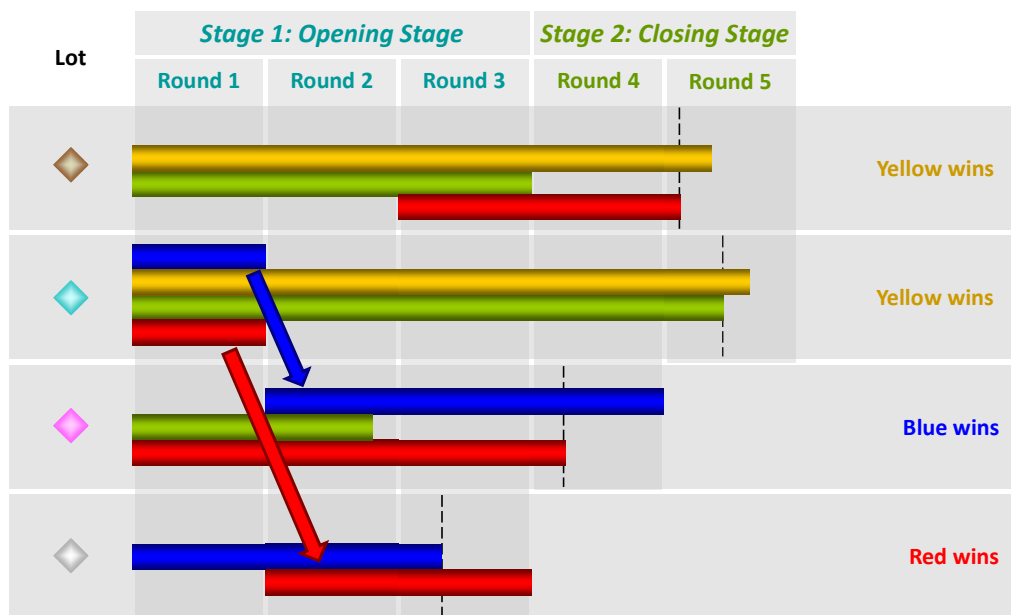 Lot
Stage 1: Opening Stage
Stage 2: Closing Stage
Round 1
Round 2
Round 3
Round 4
Round 5
Yellow wins
Yellow wins
Blue wins
Red wins